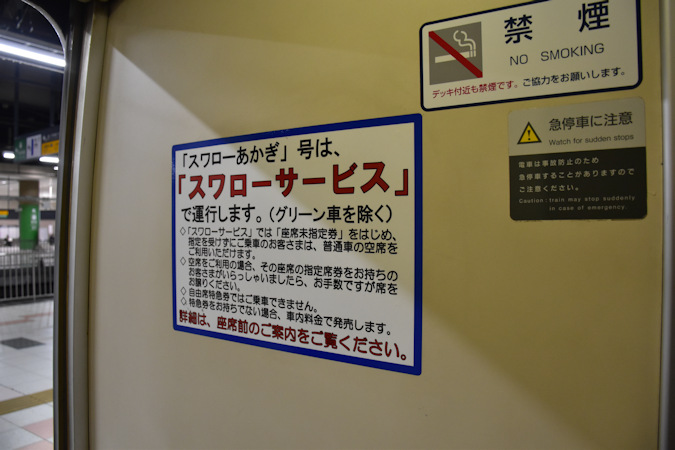 禁煙
NO SMOKING
デッキ付近も禁煙です。ご協力をお願いします。
急停車に注意
Watch for sudden stops
電車は事故防止のため
急停車することがありますので
ご注意ください。
Caution : train may stop suddenly
in case of emergency.
「スワローあかぎ」号は、
「スワローサービス」
で運行します。(グリーン車を除く)
◇「スワローサービス」では「座席未指定券」をはじめ、
指定を受けずにご乗車のお客さまは、普通車の空席を
ご利用いただけます。
◇空席をご利用の場合、その座席の指定席券をお持ちの
お客さまがいらっしゃいましたら、お手数ですが席を
お譲りください。
◇自由席特急券ではご乗車できません。
◇特急券をお持ちでない場合、車内料金で発売します。
詳細は、座席前のご案内をご覧ください。